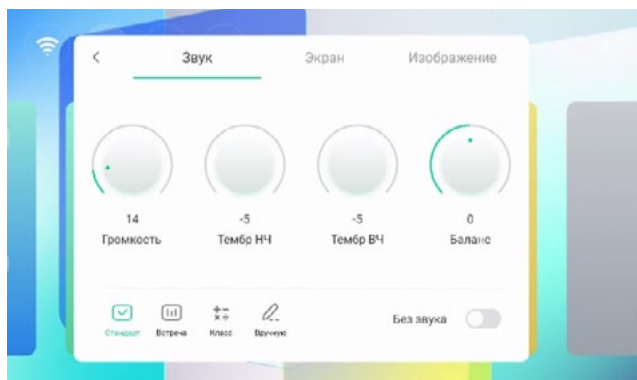 Звук Экран Изображение
14 -5 -5 0
Громкость Тембр НЧ Тембр ВЧ Баланс
Стандарт Встреча Класс Вручную Без звука